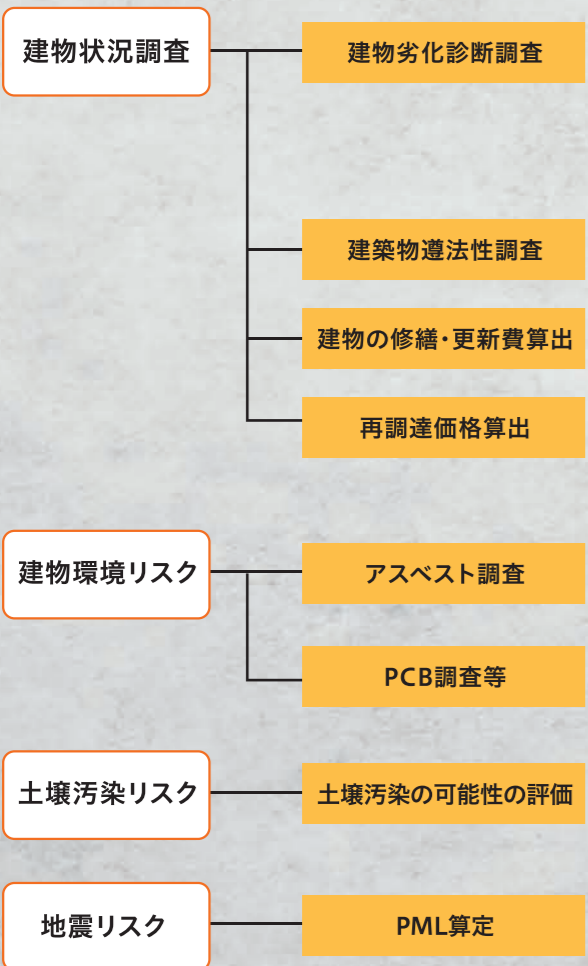 建物状況調査
建物劣化診断調査
建築物遵法性調査
建物の修繕・更新費算出
再調達価格算出
建物環境リスク
アスベスト調査
PCB調査等
土壌汚染リスク
土壌汚染の可能性の評価
地震リスク
PML算定